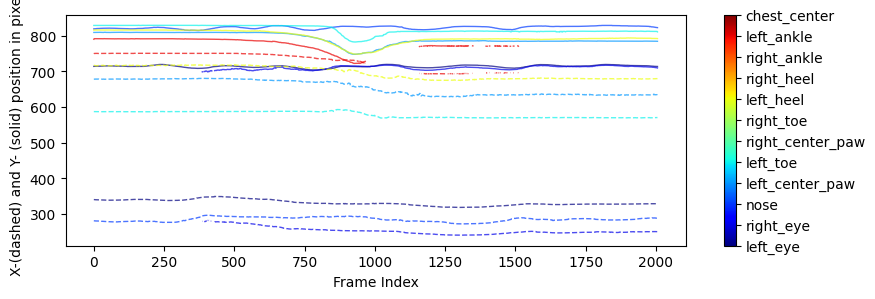 X-(dashed) and Y- (solid) position in pixe
800
700
600
500
400
300
0 250 500 750 1000 1250 1500 1750 2000
Frame Index
chest_center
left_ankle
right_ankle
right_heel
left_heel
right_toe
right_center_paw
left_toe
left_center_paw
nose
right_eye
left_eye